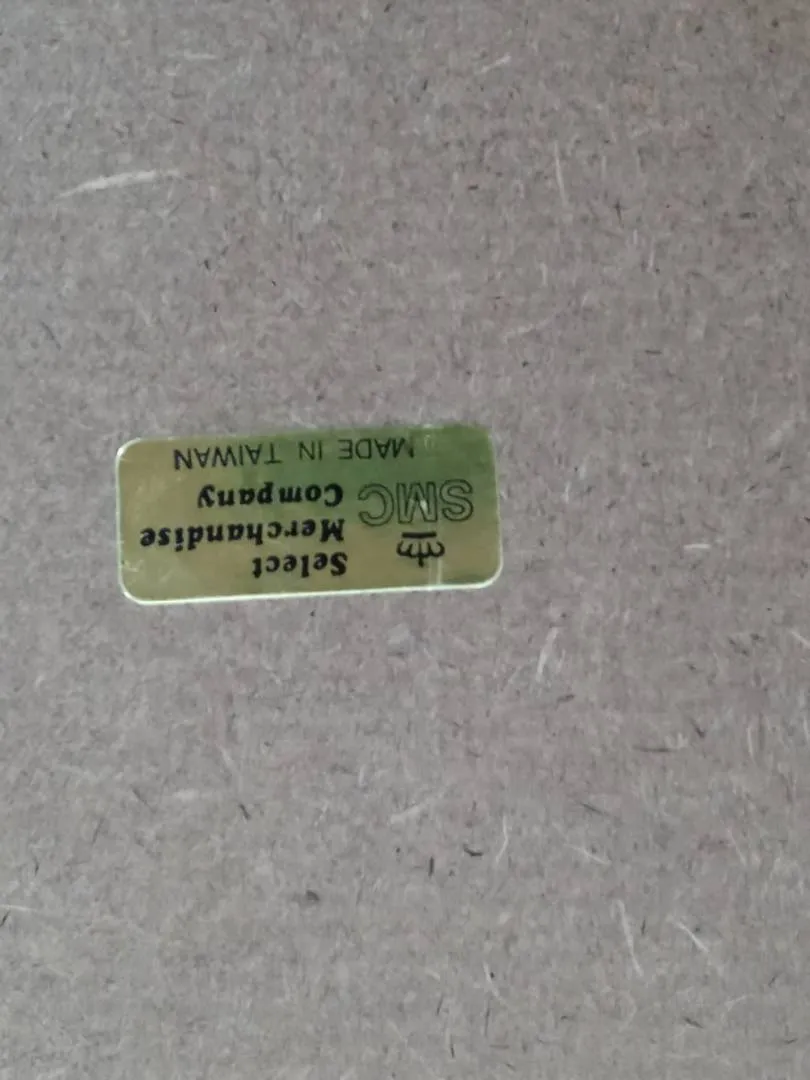 Select
Merchandise
SMC Company
MADE IN TAIWAN